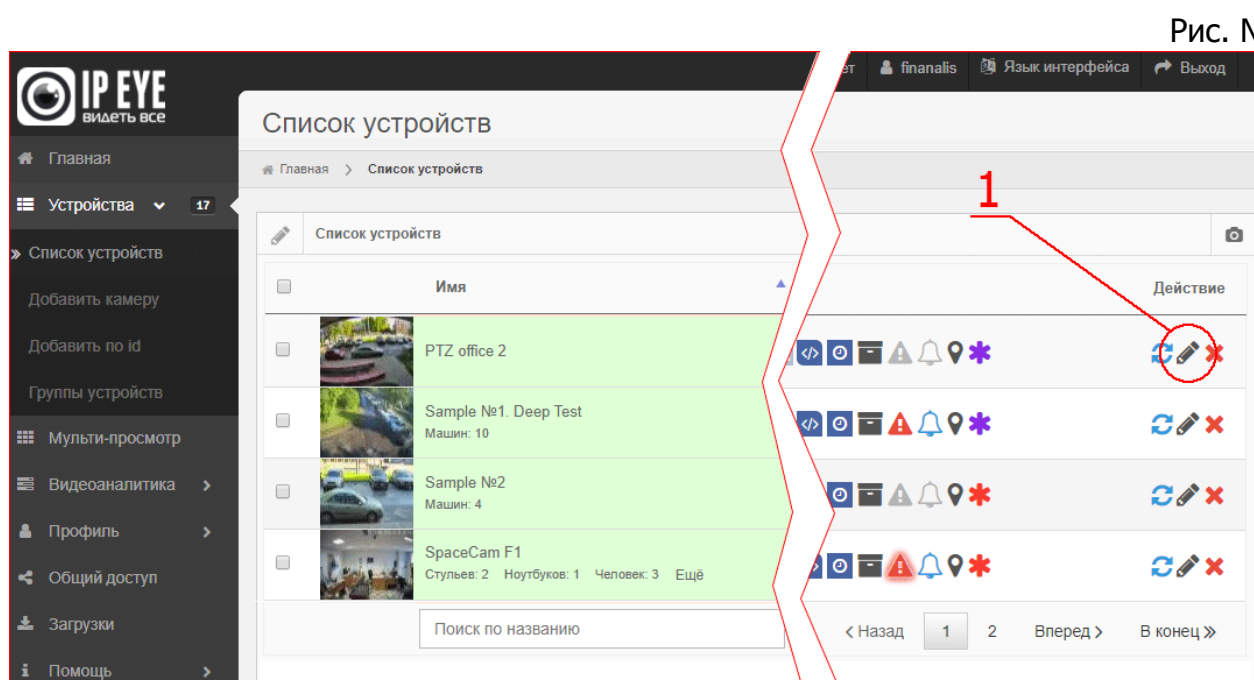 Рис. №
IP EYE
видеть все
finanalis
Язык интерфейса
Выход
Список устройств
Главная
Главная > Список устройств
Устройства 17
Список устройств
Список устройств
Добавить камеру
Добавить по id
Группы устройств
Мульти-просмотр
Видеоаналитика
Профиль
Общий доступ
Загрузки
Помощь
1
Имя
Действие
PTZ office 2
Sample №1. Deep Test
Машин: 10
Sample №2
Машин: 4
SpaceCam F1
Стульев: 2 Ноутбуков: 1 Человек: 3 Ещё
Поиск по названию
Назад 1 2 Вперед В конец